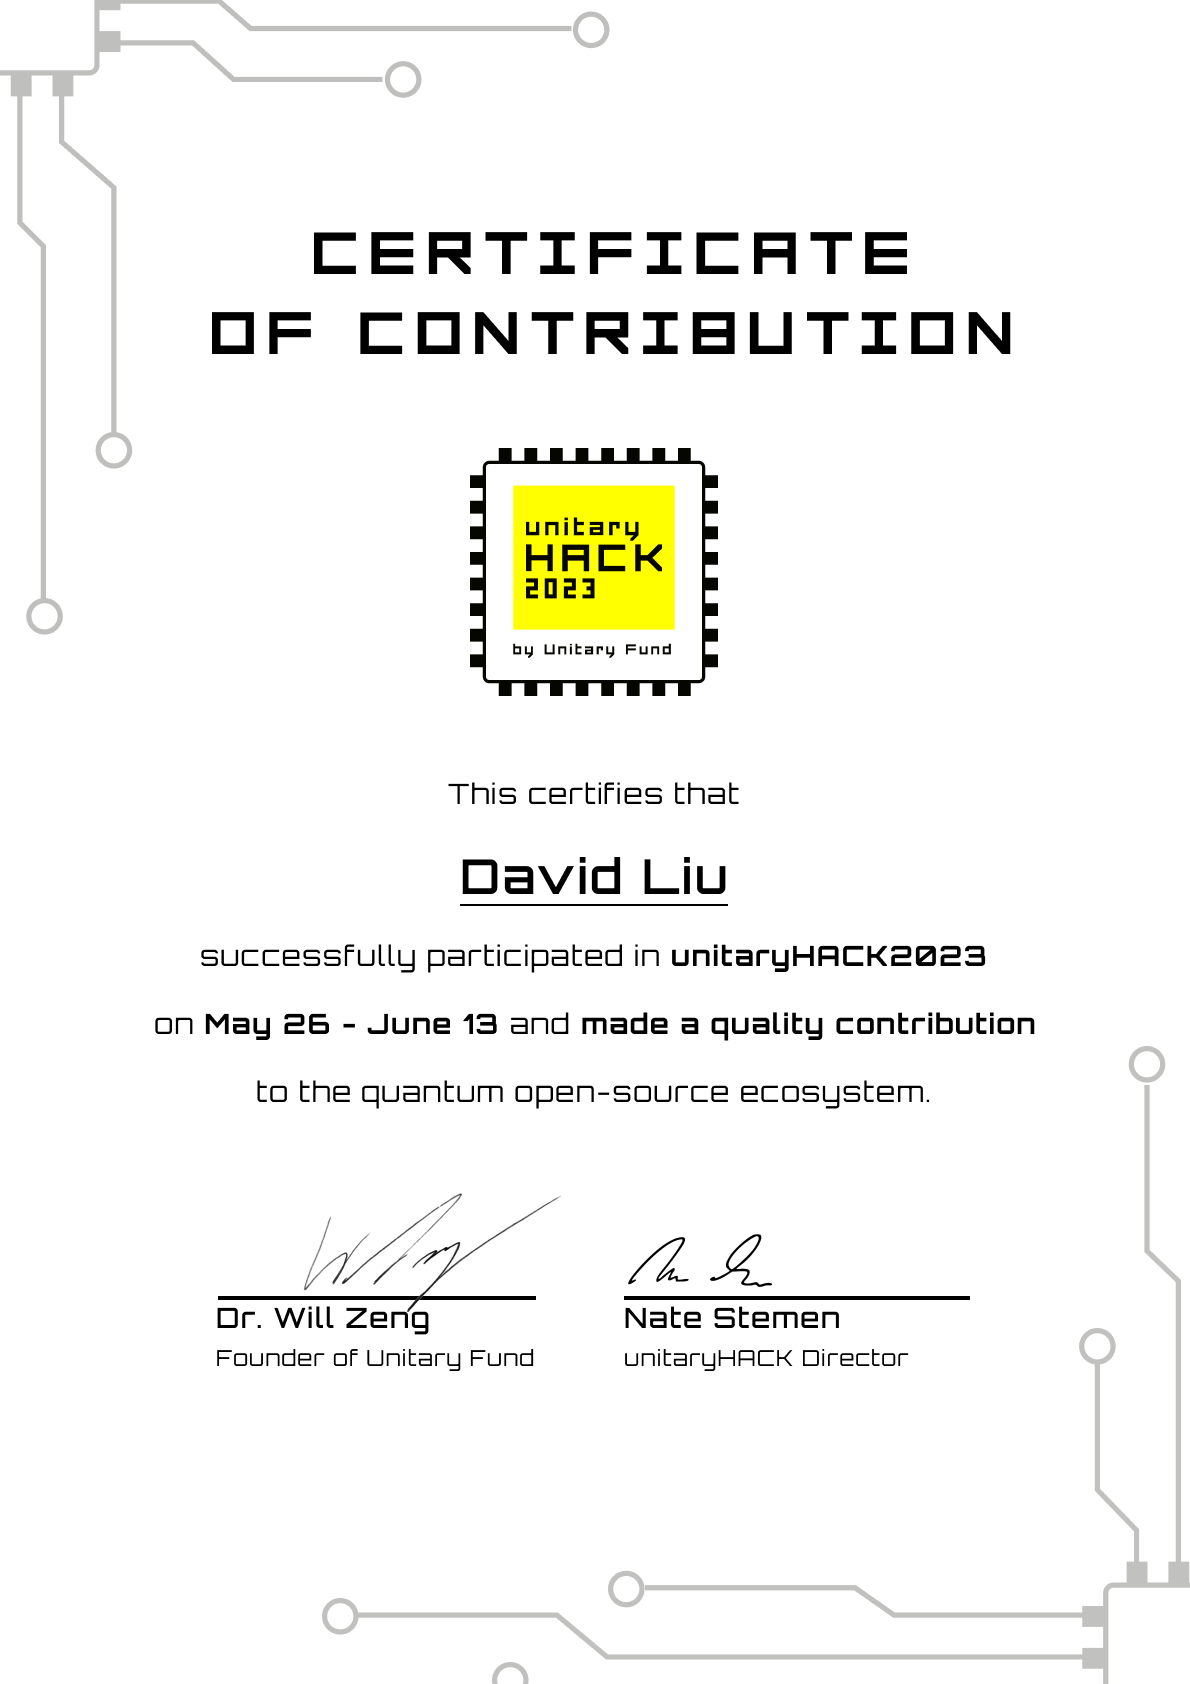 CERTIFICATE
OF CONTRIBUTION
unitary
HACK
2023
by Unitary Fund
This certifies that
David Liu
successfully participated in unitaryHACK2023
on May 26 - June 13 and made a quality contribution
to the quantum open-source ecosystem.
Dr. Will Zeng
Founder of Unitary Fund
Nate Stemen
unitaryHACK Director